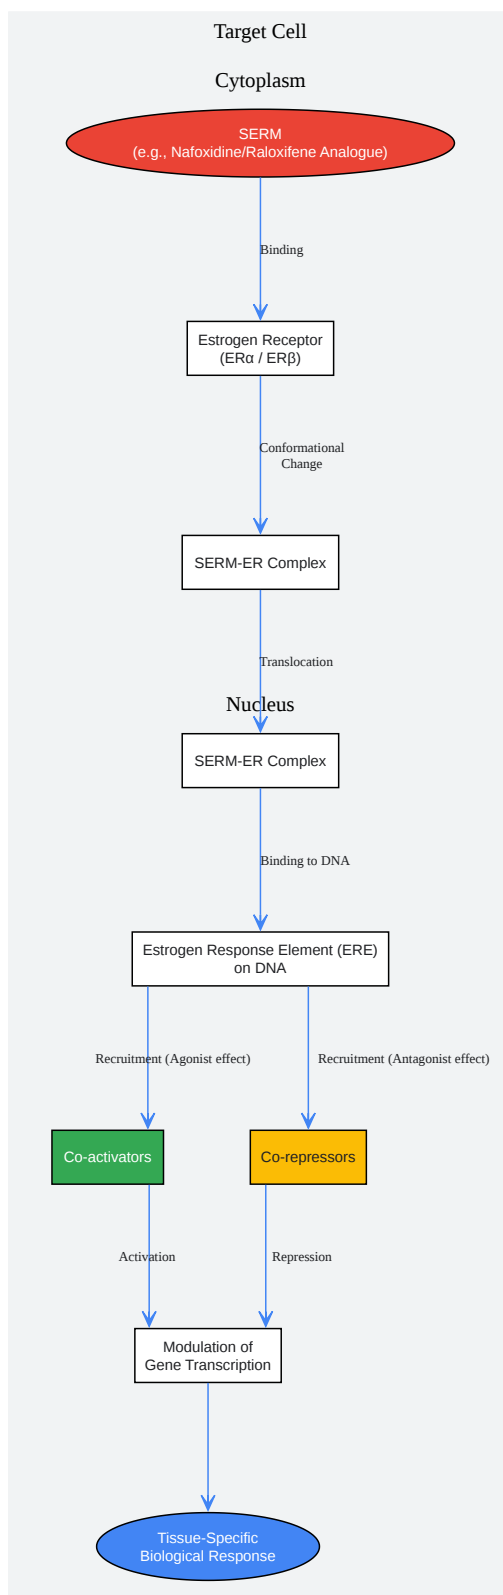 Target Cell
Cytoplasm
SERM
(e.g., Nafoxidine/Raloxifene Analogue)
Binding
Estrogen Receptor
(ERα / ERβ)
Conformational
Change
SERM-ER Complex
Translocation
Nucleus
SERM-ER Complex
Binding to DNA
Estrogen Response Element (ERE)
on DNA
Recruitment (Agonist effect)
Recruitment (Antagonist effect)
Co-activators
Co-repressors
Activation
Repression
Modulation of
Gene Transcription
Tissue-Specific
Biological Response